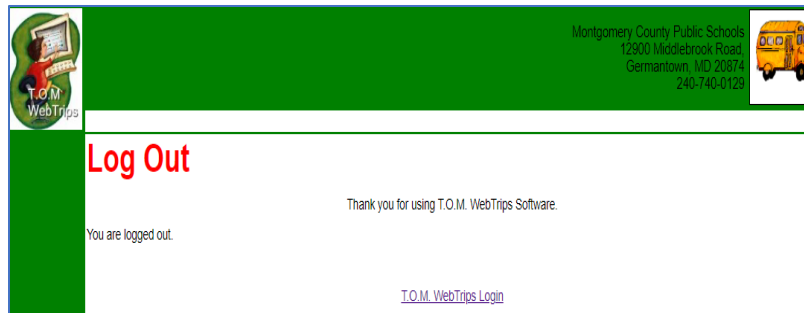 T.O.M
WebTrips
Montgomery County Public Schools
12900 Middlebrook Road,
Germantown, MD 20874
240-740-0129
Log Out
Thank you for using T.O.M. WebTrips Software.
You are logged out.
T.O.M. WebTrips Login